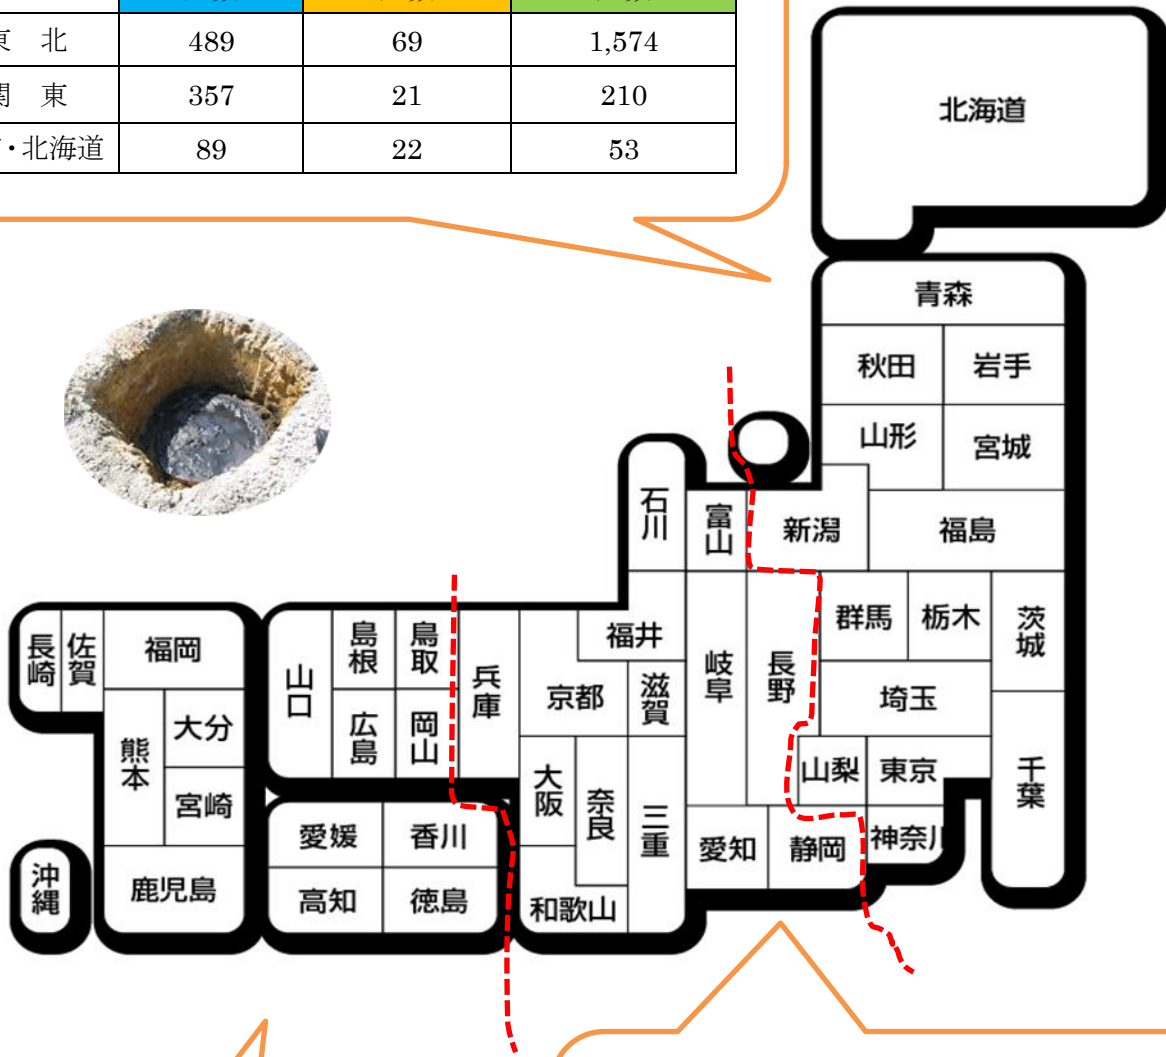 東 北 489 69 1,574
関 東 357 21 210
・北海道 89 22 53
北海道
青森
秋田 岩手
山形 宮城
石川 富山 新潟 福島
群馬 栃木 茨城
長崎 佐賀 福岡 山口 島根 鳥取 兵庫 福井 岐阜 長野
京都 滋賀 埼玉
熊本 大分 広島 岡山
大阪 奈良 三重 山梨 東京 千葉
宮崎 愛媛 香川 愛知 静岡 神奈川
沖縄 鹿児島 高知 徳島 和歌山